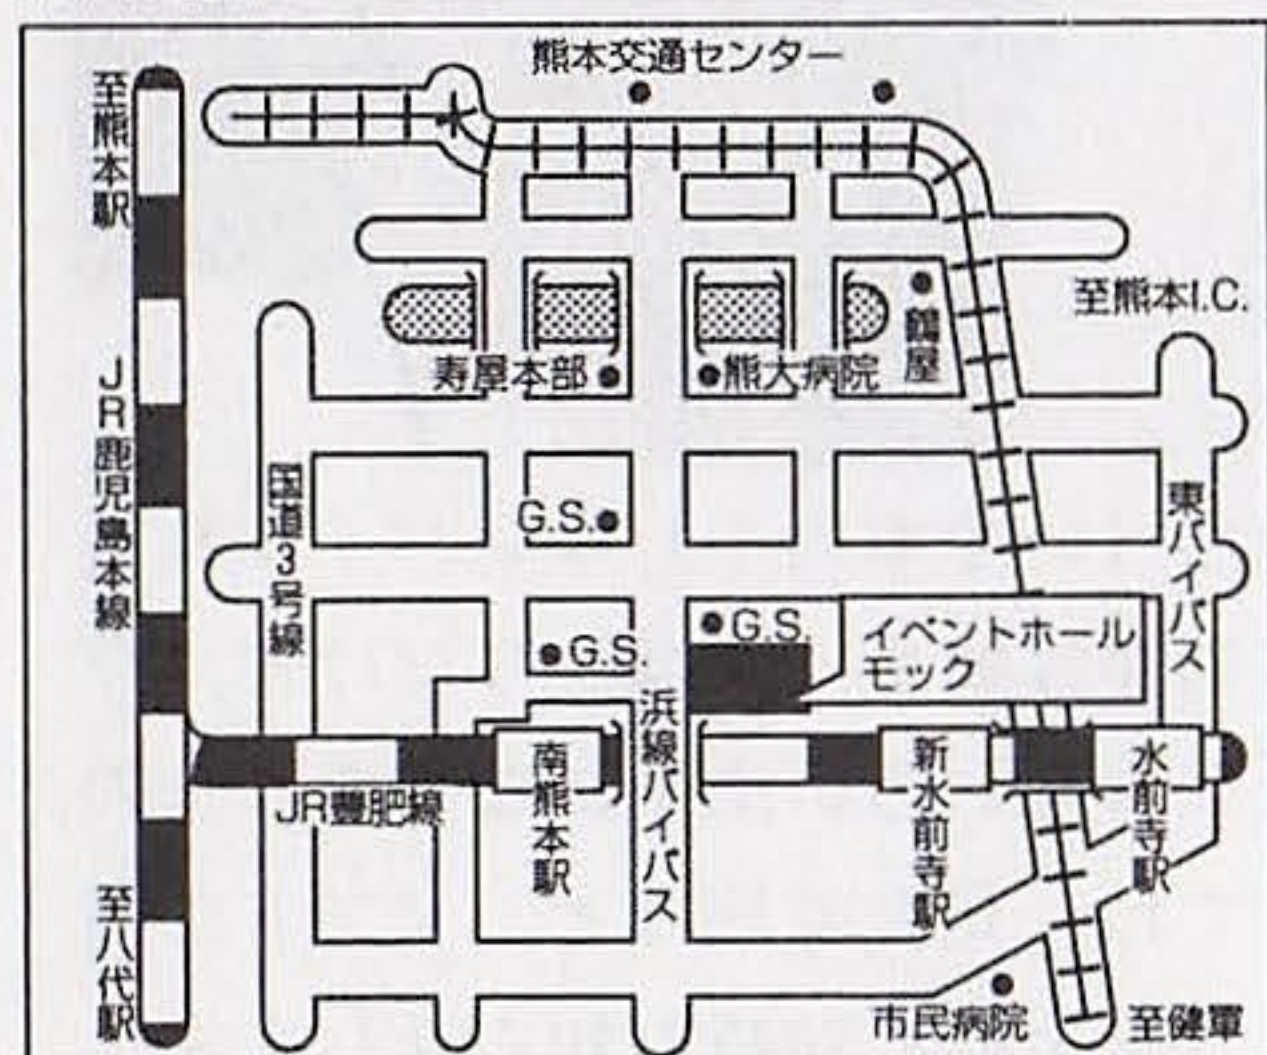 熊本交通センター
至熊本駅
至熊本I.C.
鶴屋
寿屋本部
熊大病院
JR鹿児島本線
国道3号線
G.S.
東バイパス
G.S.
G.S.
イベントホール
モック
浜線バイパス
JR豊肥線
南熊本駅
新水前寺駅
水前寺駅
至八代駅
市民病院
至健軍